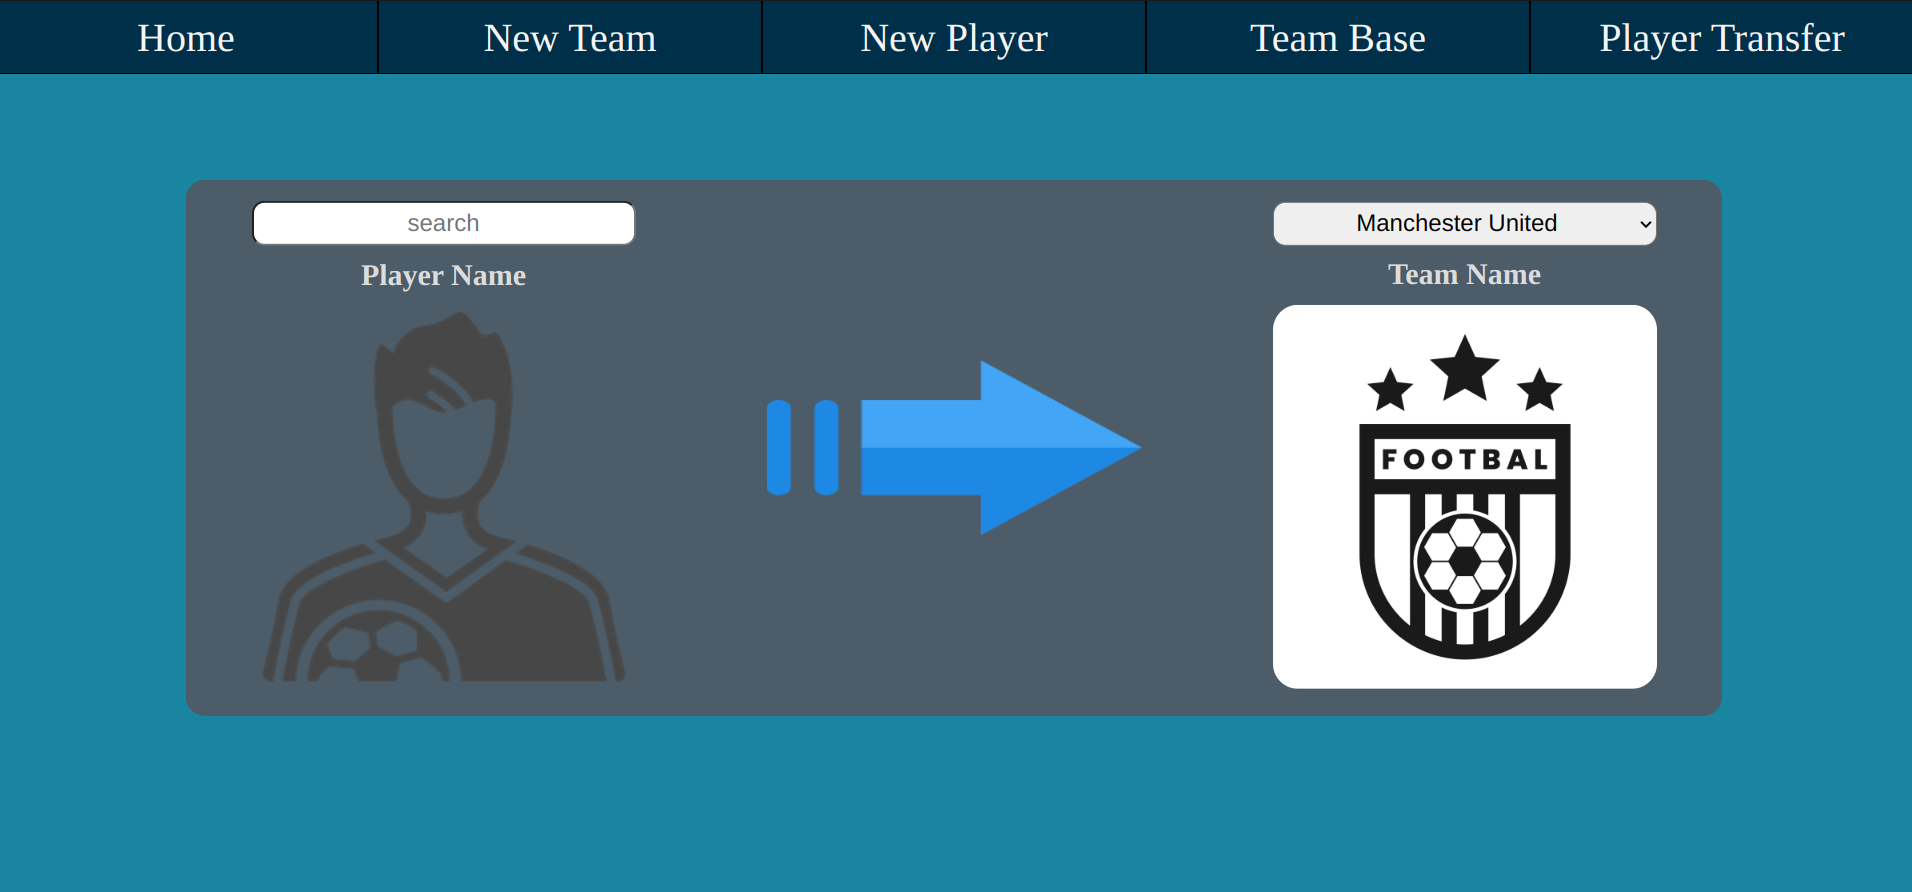 Home
New Team
New Player
Team Base
Player Transfer
search
Manchester United
Player Name
Team Name
FOOTBAL